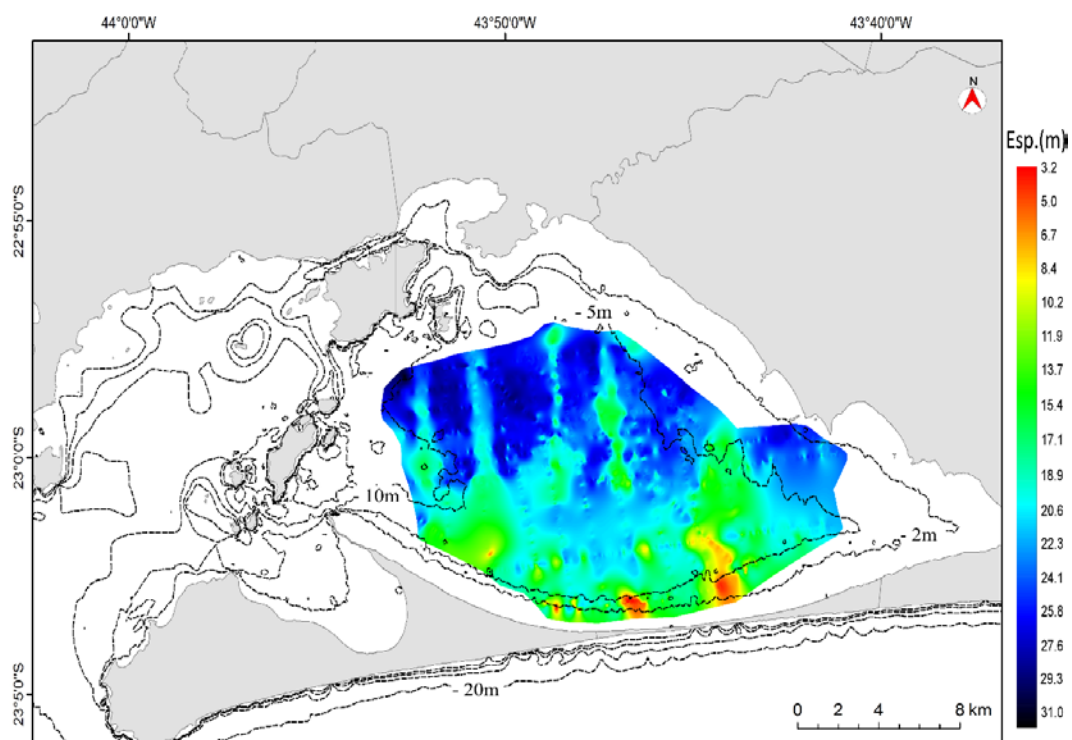 44°0'0"W 43°50'0"W 43°40'0"W
N
Esp.(m)
3.2
5.0
6.7
8.4
10.2
11.9
13.7
15.4
17.1
18.9
20.6
22.3
24.1
25.8
27.6
29.3
31.0
22°55'0"S
23°0'0"S
23°5'0"S
- 5m
10m
- 2m
- 20m
0 2 4 8 km